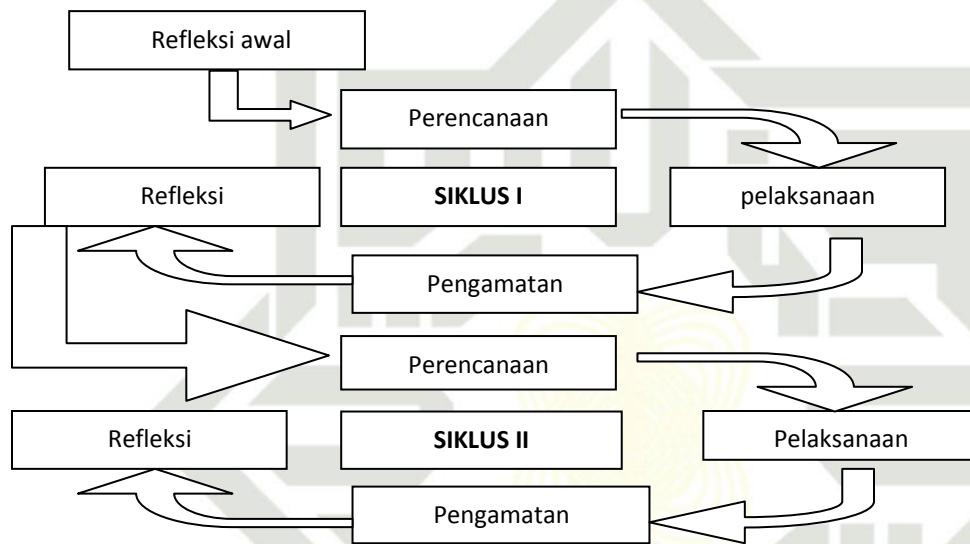 Refleksi awal
Perencanaan
Refleksi
SIKLUS I
pelaksanaan
Pengamatan
Perencanaan
Refleksi
SIKLUS II
Pelaksanaan
Pengamatan